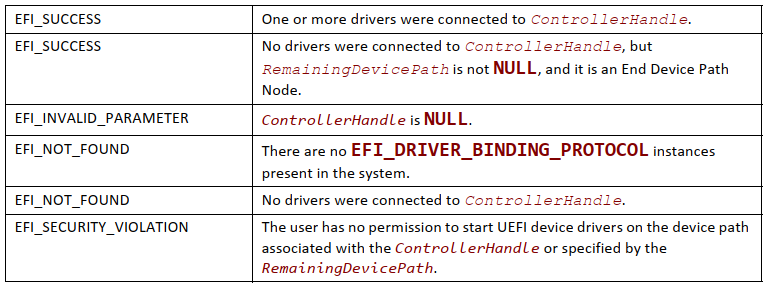 EFI_SUCCESS
One or more drivers were connected to ControllerHandle.
EFI_SUCCESS
No drivers were connected to ControllerHandle, but
RemainingDevicePath is not NULL, and it is an End Device Path
Node.
EFI_INVALID_PARAMETER
ControllerHandle is NULL.
EFI_NOT_FOUND
There are no EFI_DRIVER_BINDING_PROTOCOL instances
present in the system.
EFI_NOT_FOUND
No drivers were connected to ControllerHandle.
EFI_SECURITY_VIOLATION
The user has no permission to start UEFI device drivers on the device path
associated with the ControllerHandle or specified by the
RemainingDevicePath.